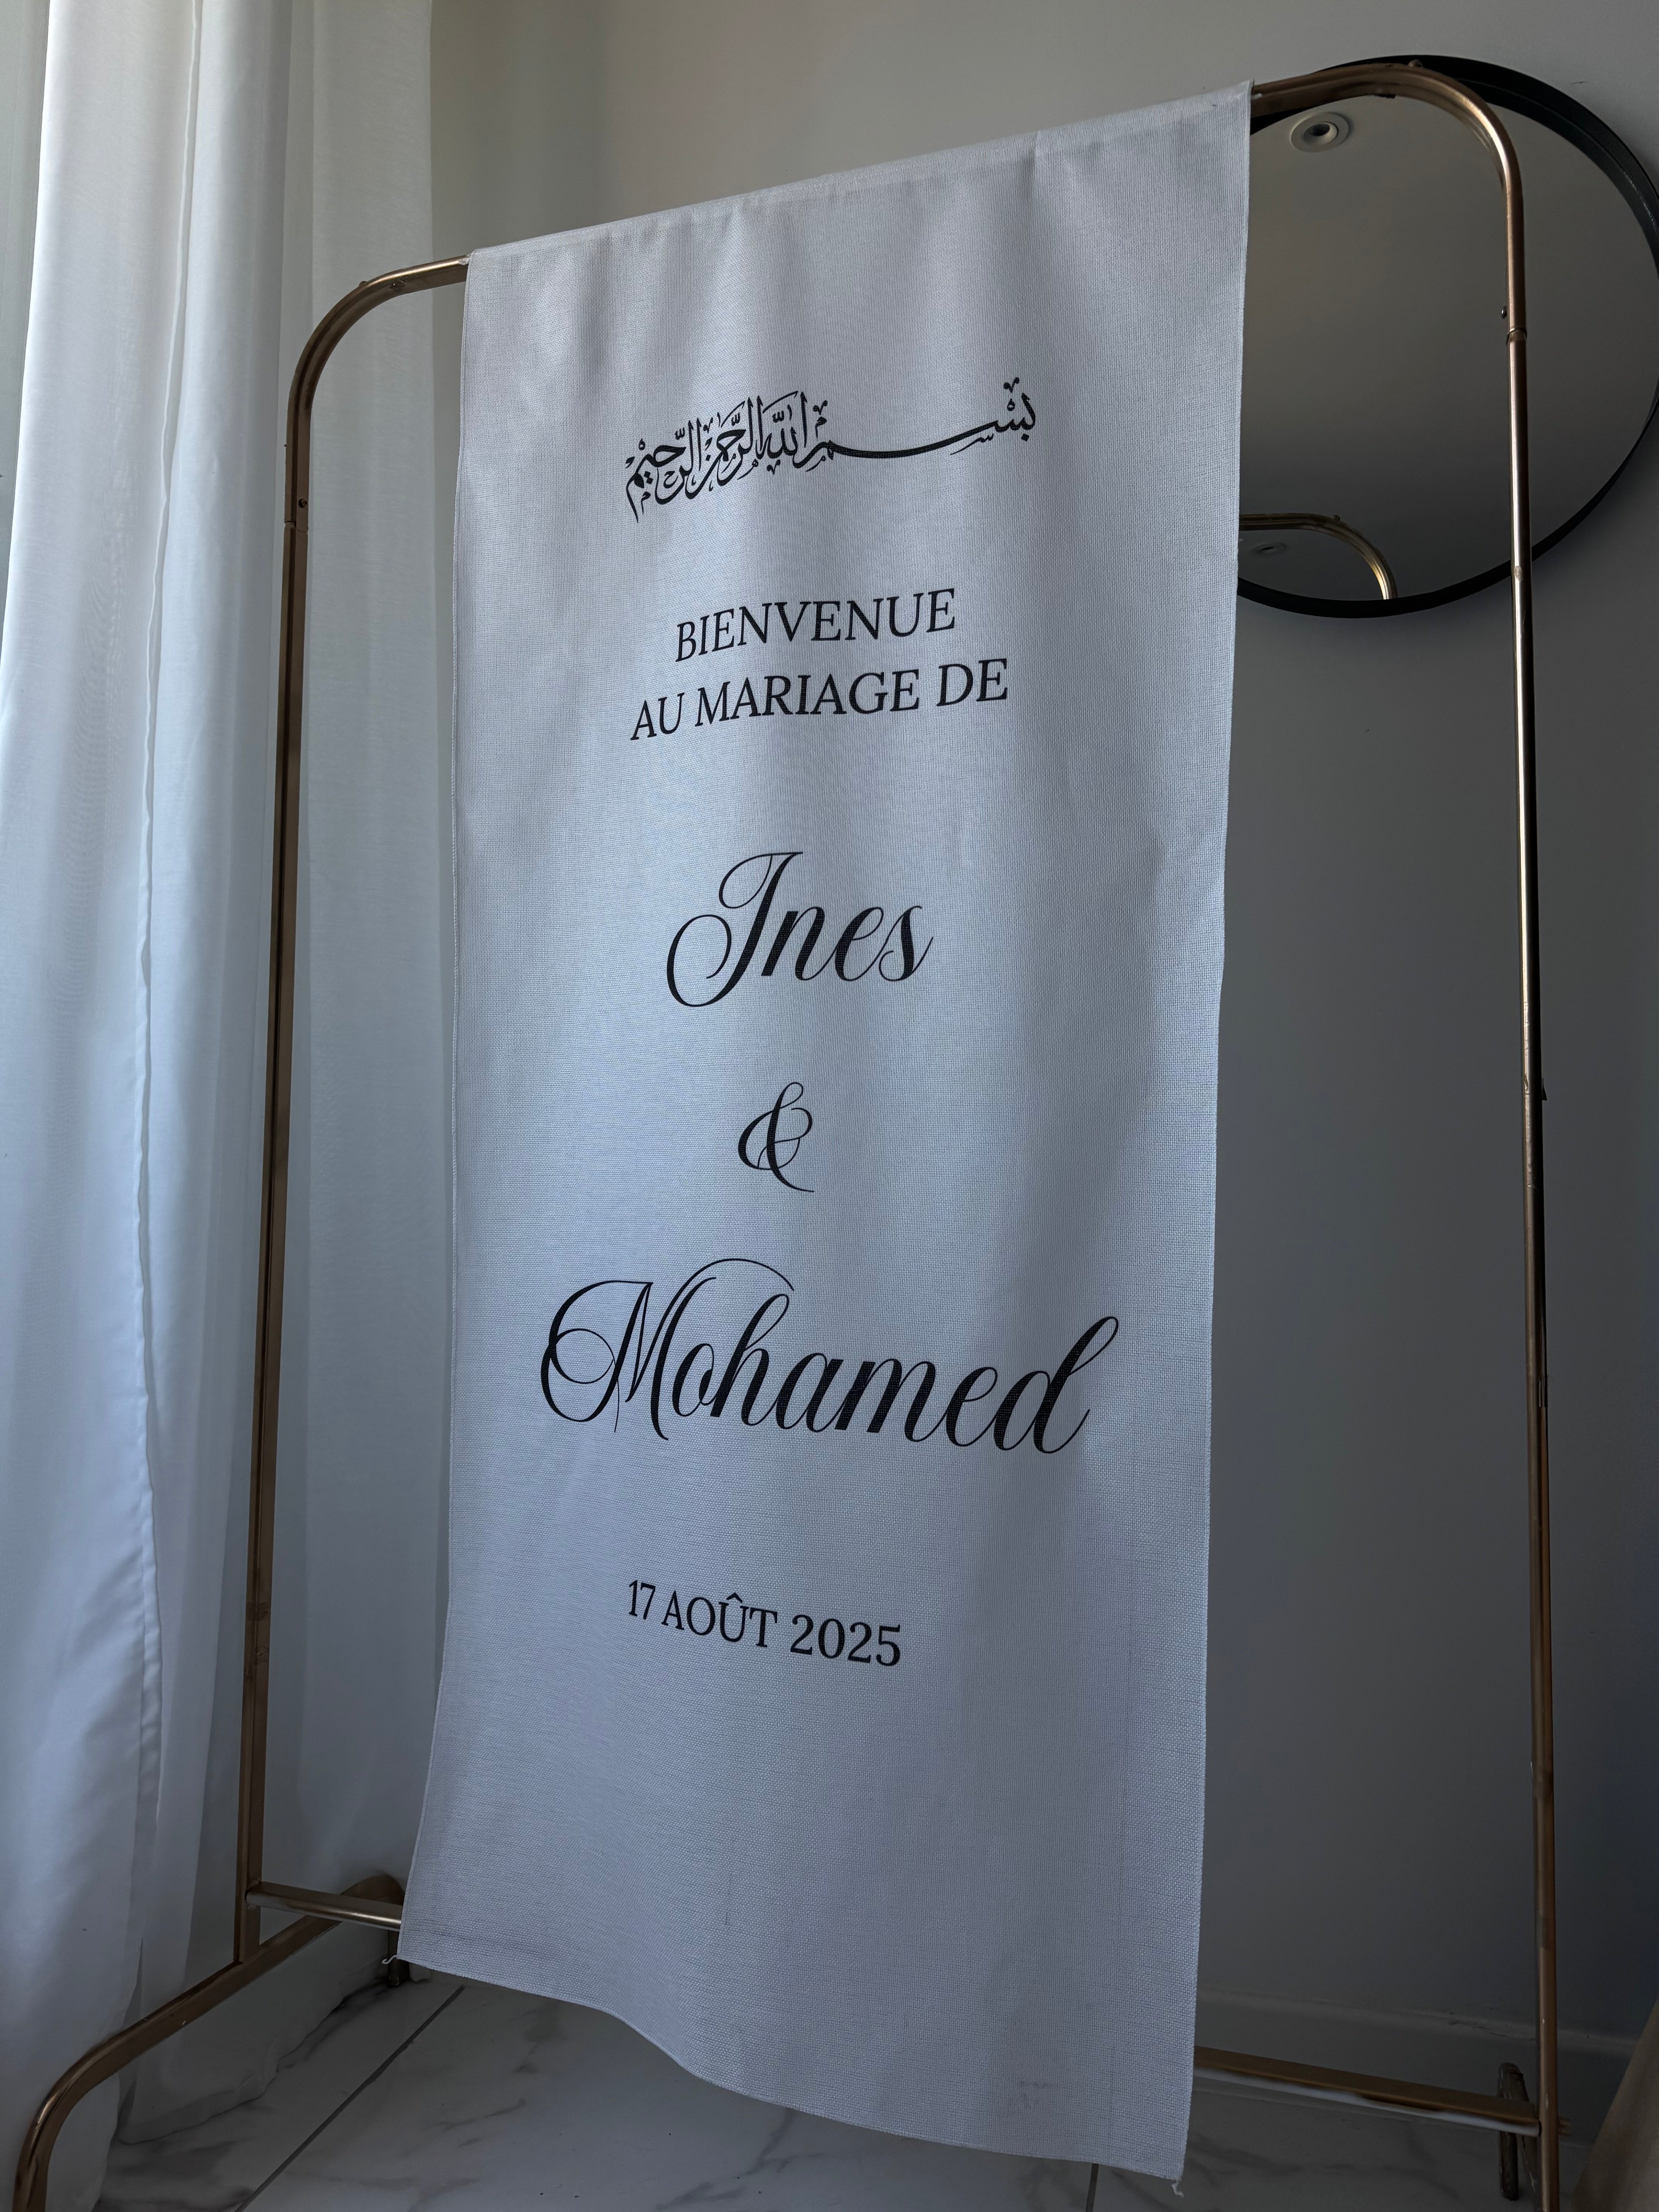 بسم الله الرحمن الرحيم
BIENVENUE
AU MARIAGE DE
Ines
&
Mohamed
17 AOÛT 2025